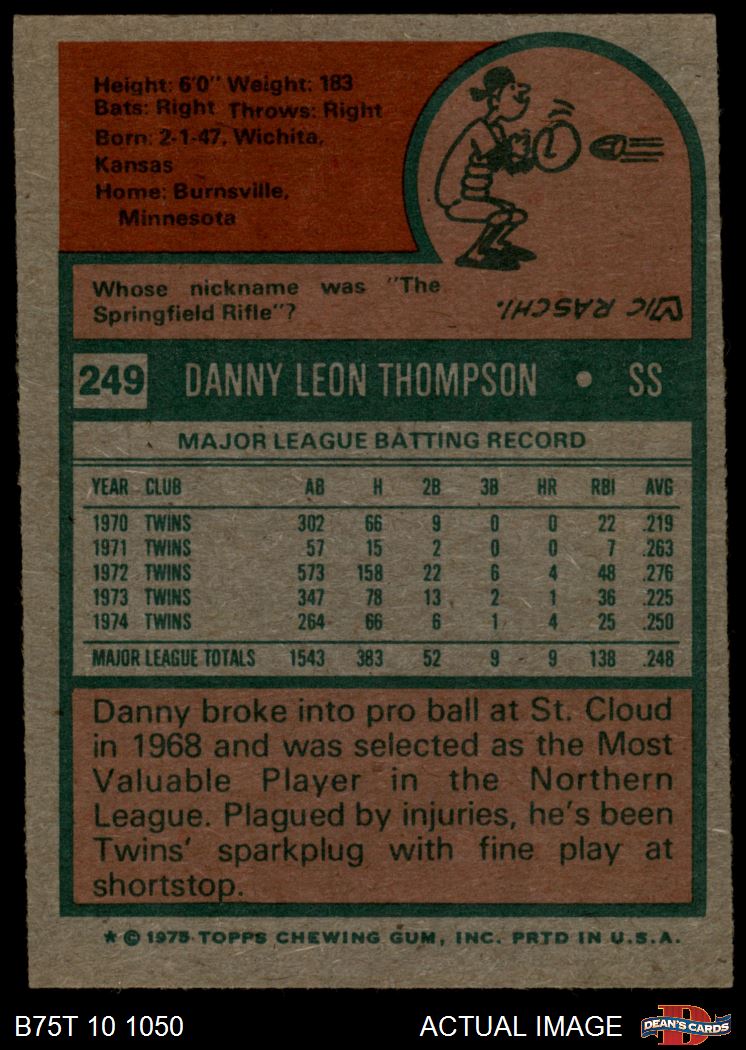 Height: 6'0" Weight: 183
Bats: Right Throws: Right
Born: 2-1-47, Wichita,
Kansas
Home: Burnsville,
Minnesota
Whose nickname was "The
Springfield Rifle"?
VIC RASCHI.
249 DANNY LEON THOMPSON • SS
MAJOR LEAGUE BATTING RECORD
YEAR CLUB AB H 2B 3B HR RBI AVG
1970 TWINS 302 66 9 0 0 22 .219
1971 TWINS 57 15 2 0 0 7 .263
1972 TWINS 573 158 22 6 4 48 .276
1973 TWINS 347 78 13 2 1 36 .225
1974 TWINS 264 66 6 1 4 25 .250
MAJOR LEAGUE TOTALS 1543 383 52 9 9 138 .248
Danny broke into pro ball at St. Cloud
in 1968 and was selected as the Most
Valuable Player in the Northern
League. Plagued by injuries, he's been
Twins' sparkplug with fine play at
shortstop.
* © 1975 TOPPS CHEWING GUM, INC. PRTD IN U.S.A.
B75T 10 1050 ACTUAL IMAGE D DEAN'S CARDS